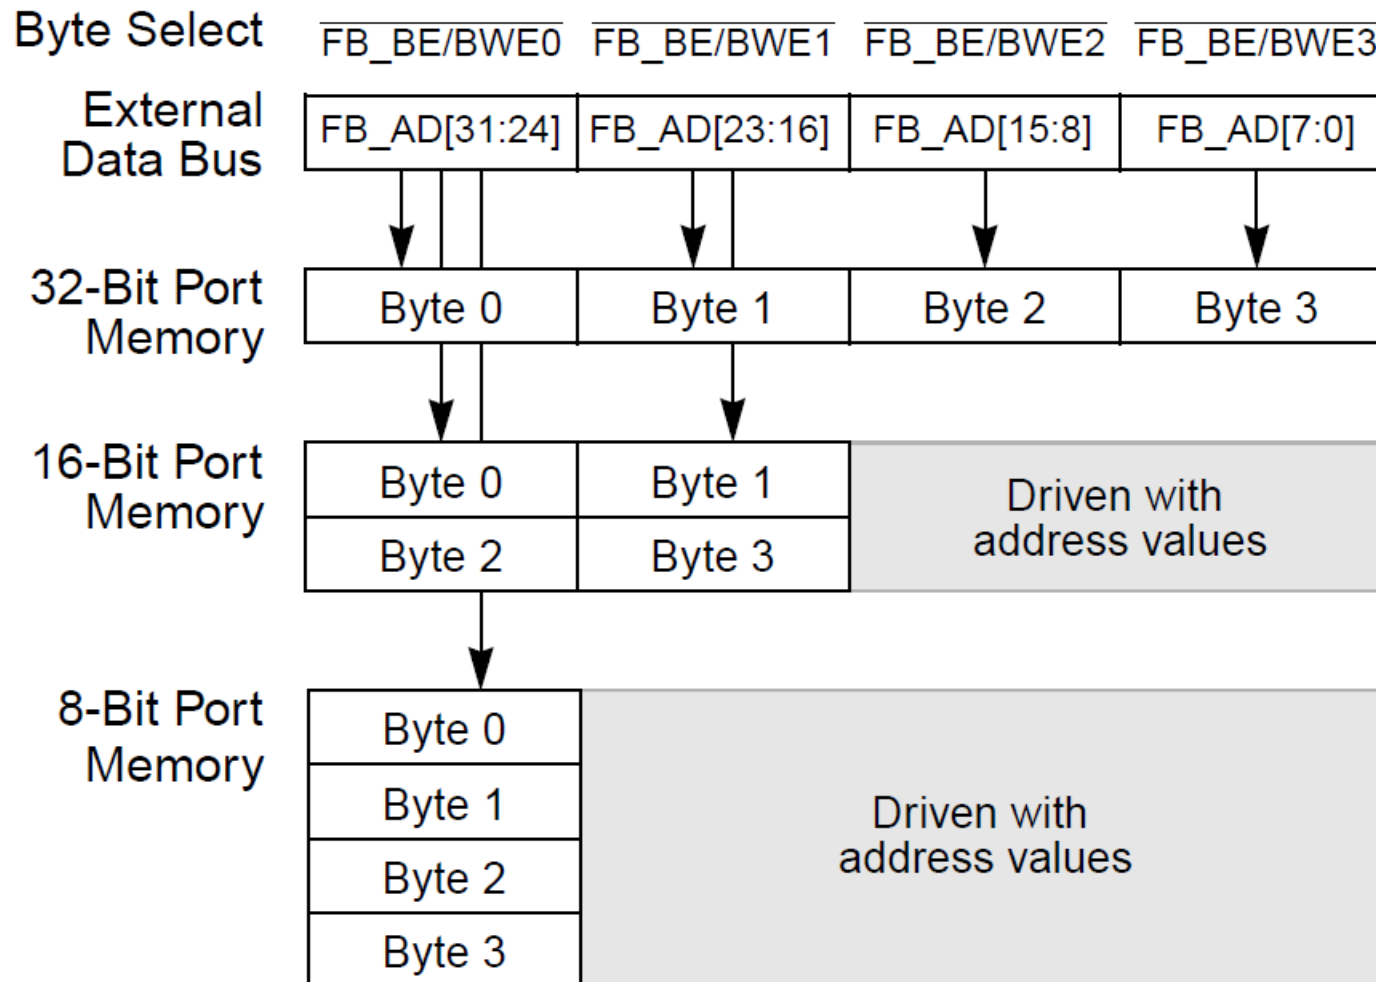 Byte Select FB_BE/BWE0 FB_BE/BWE1 FB_BE/BWE2 FB_BE/BWE3
External
Data Bus
FB_AD[31:24] FB_AD[23:16] FB_AD[15:8] FB_AD[7:0]
32-Bit Port
Memory
Byte 0 Byte 1 Byte 2 Byte 3
16-Bit Port
Memory
Byte 0 Byte 1
Byte 2 Byte 3
Driven with
address values
8-Bit Port
Memory
Byte 0
Byte 1
Byte 2
Byte 3
Driven with
address values